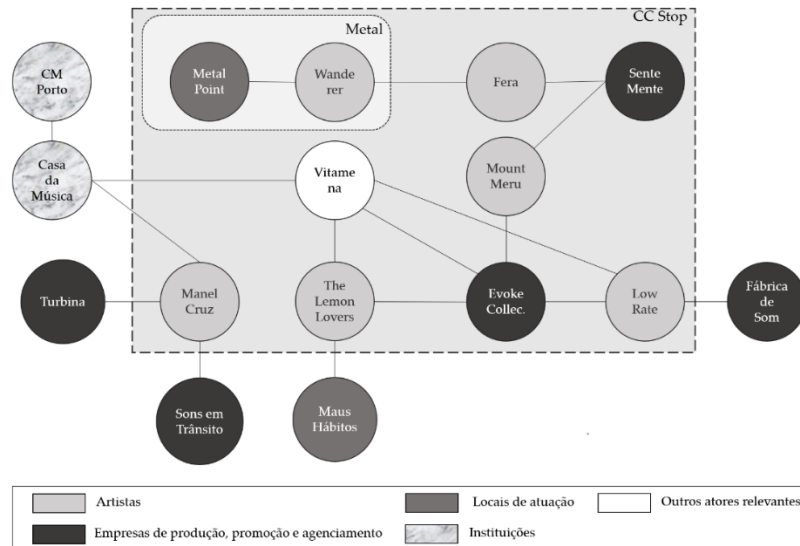 CC Stop
Metal
CM
Porto
Metal
Point
Wande
rer
Fera
Sente
Mente
Casa
da
Música
Vitame
na
Mount
Meru
Turbina
Manel
Cruz
The
Lemon
Lovers
Evoke
Collec.
Low
Rate
Fábrica
de
Som
Sons em
Trânsito
Maus
Hábitos
Artistas
Locais de atuação
Outros atores relevantes
Empresas de produção, promoção e agenciamento
Instituições